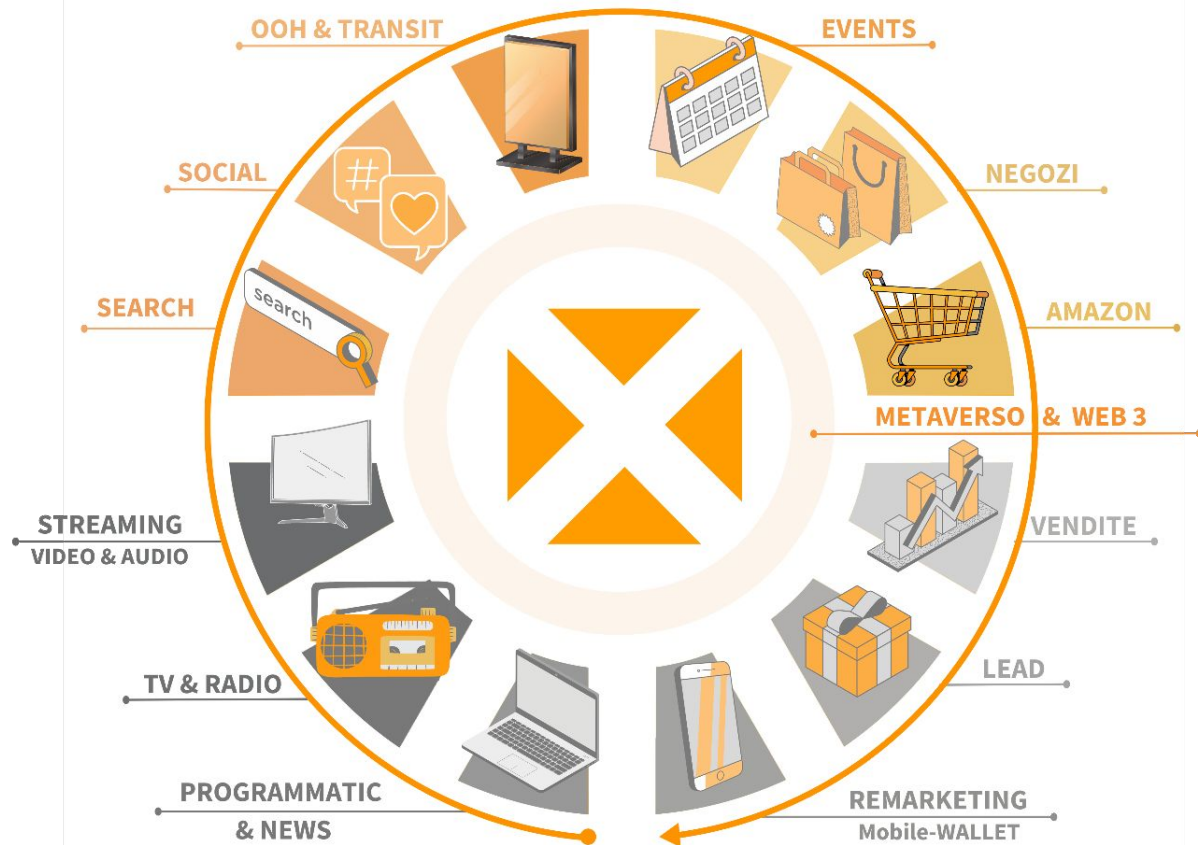 OOH & TRANSIT
EVENTS
SOCIAL
#
NEGOZI
SEARCH
search
AMAZON
METAVERSO & WEB 3
STREAMING
VIDEO & AUDIO
VENDITE
TV & RADIO
LEAD
PROGRAMMATIC
& NEWS
REMARKETING
Mobile-WALLET